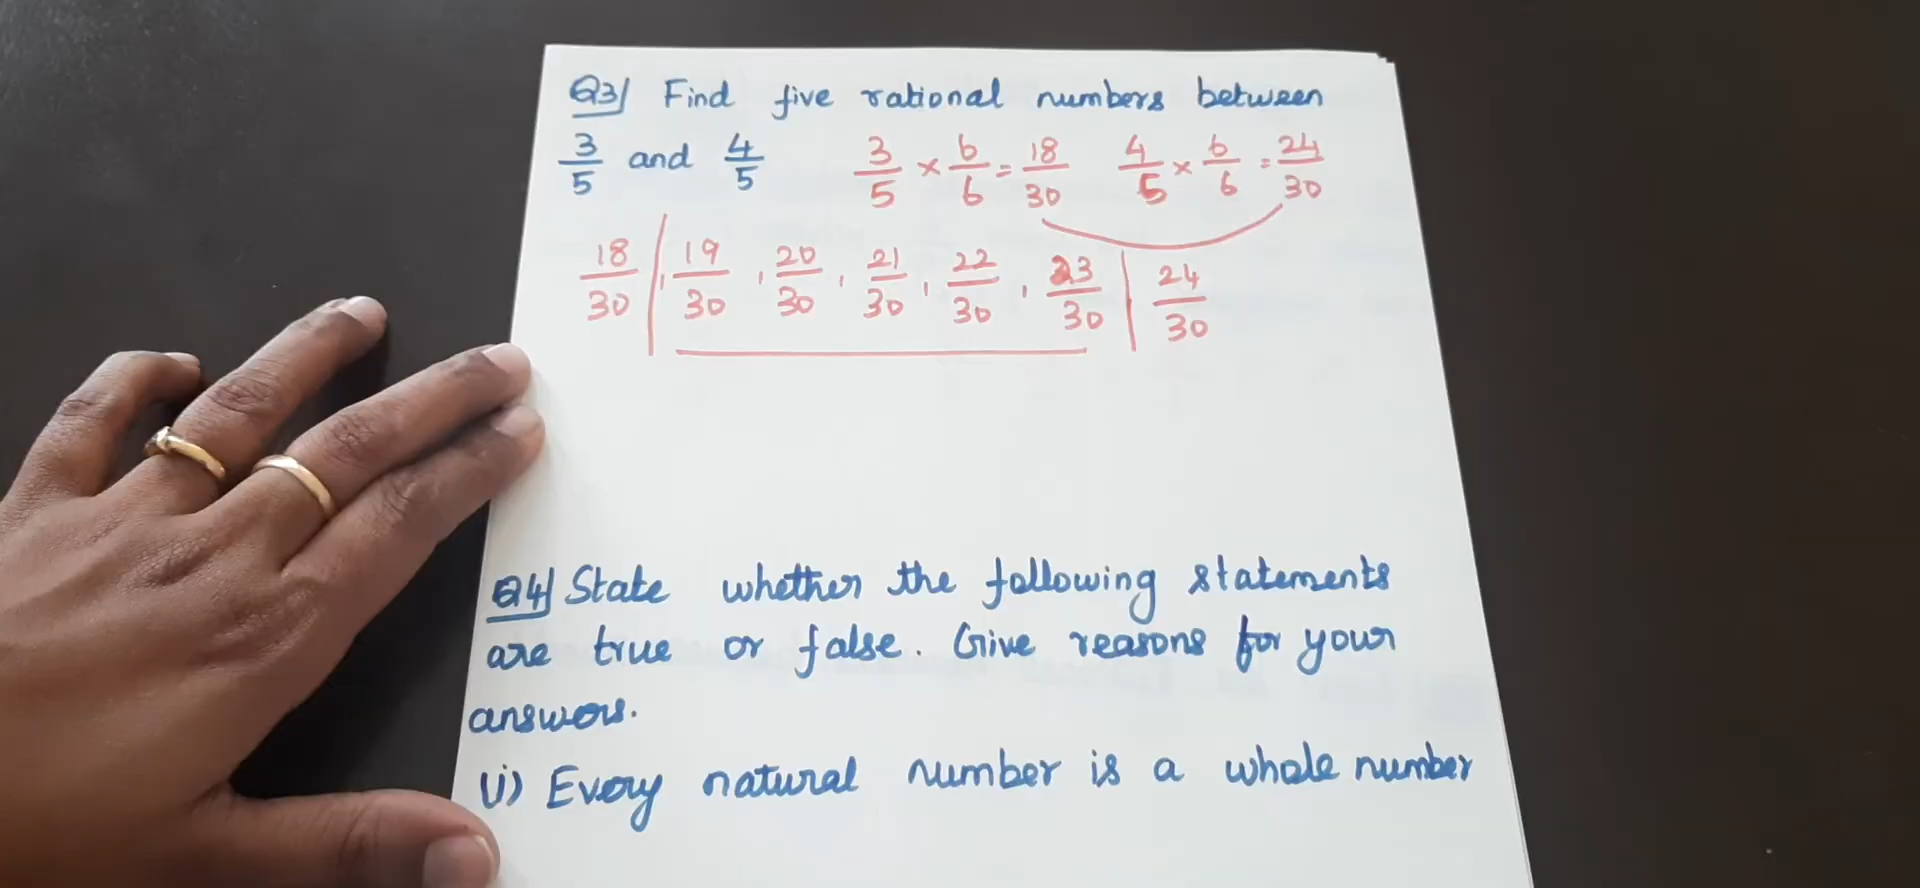 Q3/ Find five rational numbers between
3/5 and 4/5 3/5 × 6/6 = 18/30 4/5 × 6/6 = 24/30
18/30 | , 19/30 , 20/30 , 21/30 , 22/30 , 23/30 | 24/30
Q4/ State whether the following statements
are true or false. Give reasons for your
answers.
(i) Every natural number is a whole number